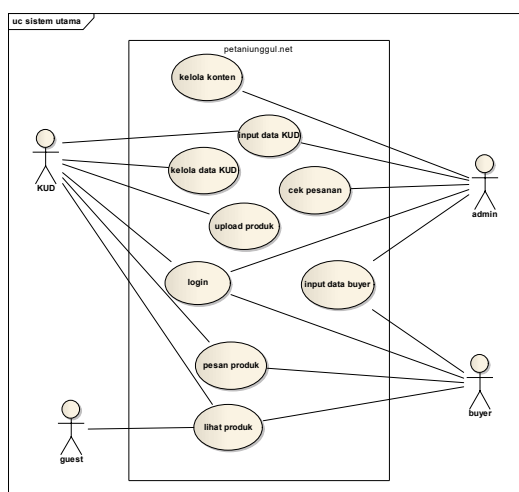 uc sistem utama
petaniunggul.net
kelola konten
input data KUD
kelola data KUD
KUD
cek pesanan
admin
upload produk
login
input data buyer
pesan produk
buyer
lihat produk
guest